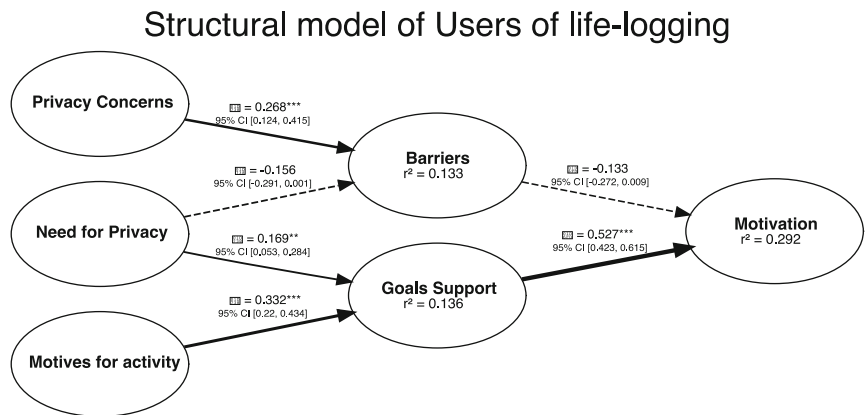 Structural model of Users of life-logging
Privacy Concerns
= 0.268***
95% CI [0.124, 0.415]
Barriers
r² = 0.133
= -0.156
95% CI [-0.291, 0.001]
= -0.133
95% CI [-0.272, 0.009]
Need for Privacy
Motivation
r² = 0.292
= 0.169**
95% CI [0.053, 0.284]
= 0.527***
95% CI [0.423, 0.615]
Goals Support
r² = 0.136
= 0.332***
95% CI [0.22, 0.434]
Motives for activity